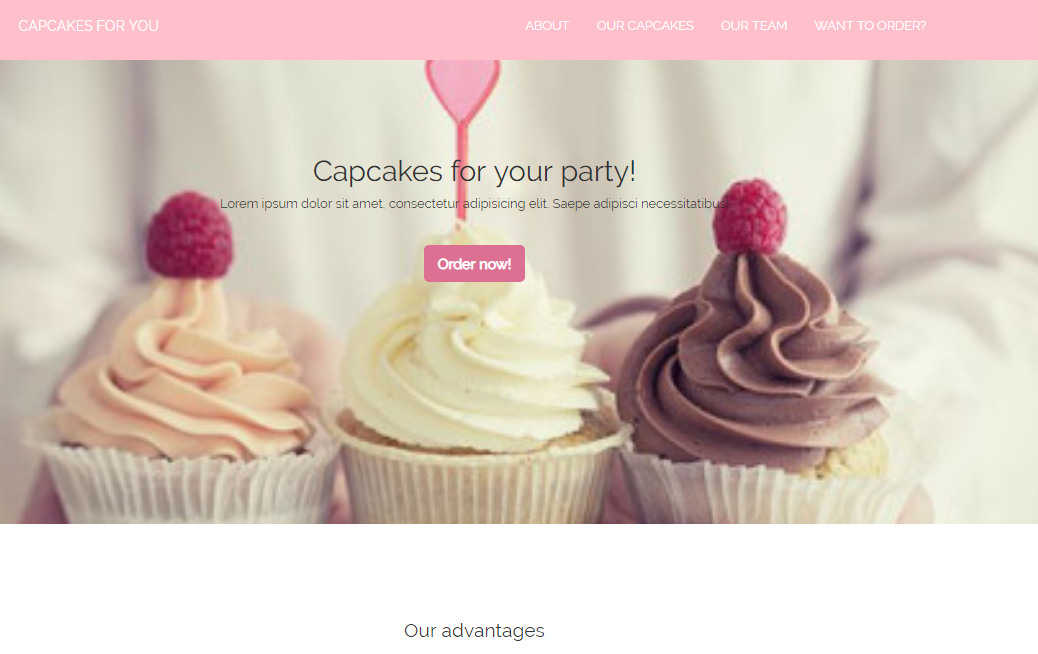 CAPCAKES FOR YOU
ABOUT OUR CAPCAKES OUR TEAM WANT TO ORDER?
Capcakes for your party!
Lorem ipsum dolor sit amet, consectetur adipisicing elit. Saepe adipisci necessitatibus.
Order now!
Our advantages